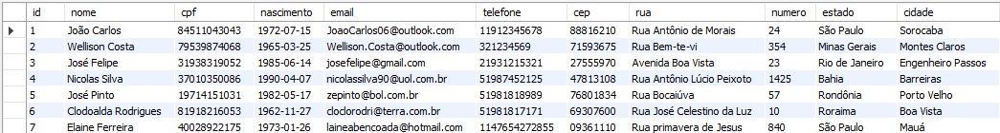 id nome cpf nascimento email telefone cep rua numero estado cidade
1 João Carlos 84511043043 1972-07-15 JoaoCarlos06@outlook.com 11912345678 88816210 Rua Antônio de Morais 24 São Paulo Sorocaba
2 Wellison Costa 79539874068 1965-03-25 Wellison.Costa@outlook.com 321234569 71593675 Rua Bem-te-vi 354 Minas Gerais Montes Claros
3 José Felipe 31938319052 1985-06-14 josefelipe@gmail.com 21931215321 27555970 Avenida Boa Vista 23 Rio de Janeiro Engenheiro Passos
4 Nicolas Silva 37010350086 1990-04-07 nicolassilva90@uol.com.br 51987452125 47813108 Rua Antônio Lúcio Peixoto 1425 Bahia Barreiras
5 José Pinto 19714151031 1982-05-17 zepinto@bol.com.br 51981818989 76801834 Rua Bocaiúva 57 Rondônia Porto Velho
6 Clodoalda Rodrigues 81918216053 1962-11-27 cloclorodri@terra.com.br 51981817171 69307600 Rua José Celestino da Luz 10 Roraima Boa Vista
7 Elaine Ferreira 40028922175 1973-01-26 laineabencoada@hotmail.com 1147654272855 09361110 Rua primavera de Jesus 840 São Paulo Mauá